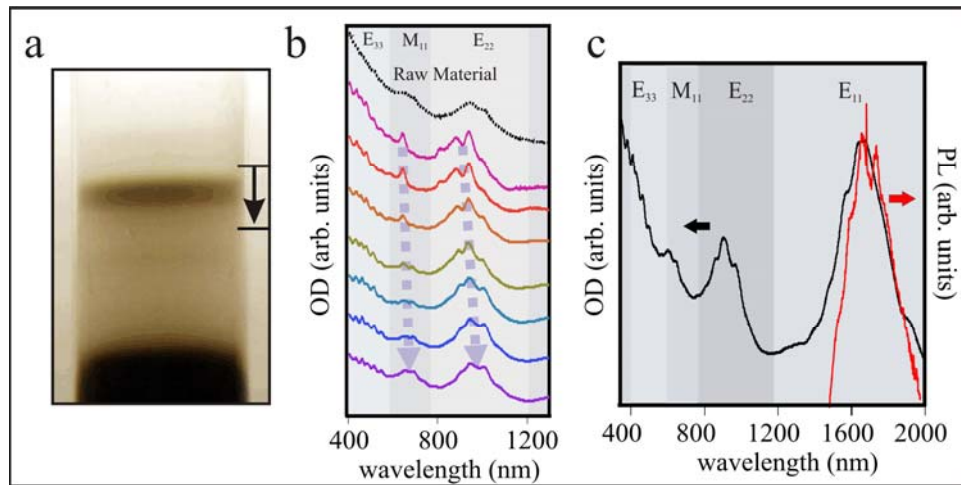 a
b
c
E33 M11 E22
Raw Material
OD (arb. units)
400 800 1200
wavelength (nm)
E33 M11 E22 E11
OD (arb. units)
PL (arb. units)
400 800 1200 1600 2000
wavelength (nm)